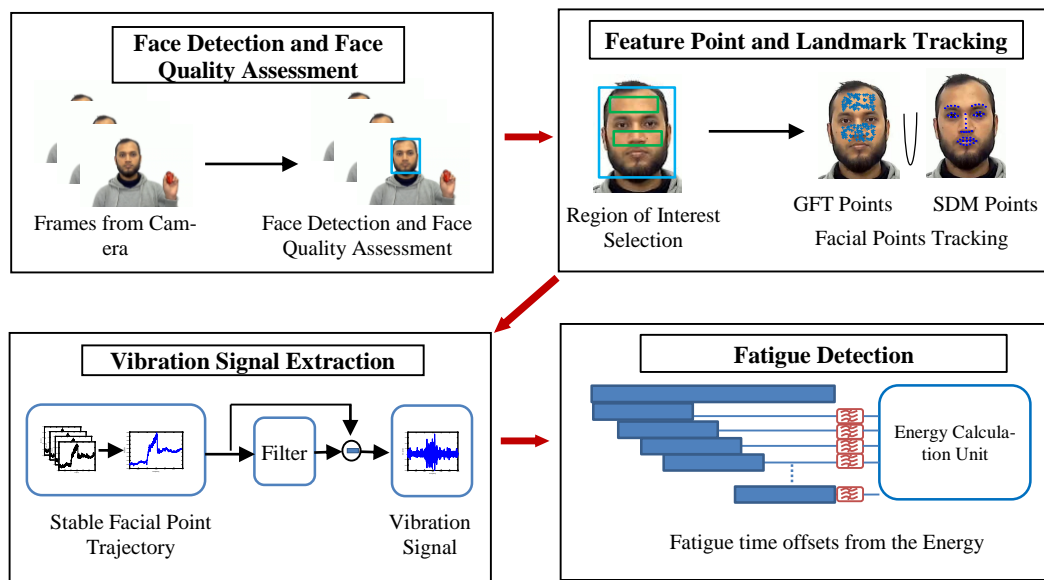 Face Detection and Face
Quality Assessment
Frames from Cam-
era
Face Detection and Face
Quality Assessment
Feature Point and Landmark Tracking
Region of Interest
Selection
GFT Points
SDM Points
Facial Points Tracking
Vibration Signal Extraction
Filter
Stable Facial Point
Trajectory
Vibration
Signal
Fatigue Detection
Energy Calcula-
tion Unit
Fatigue time offsets from the Energy